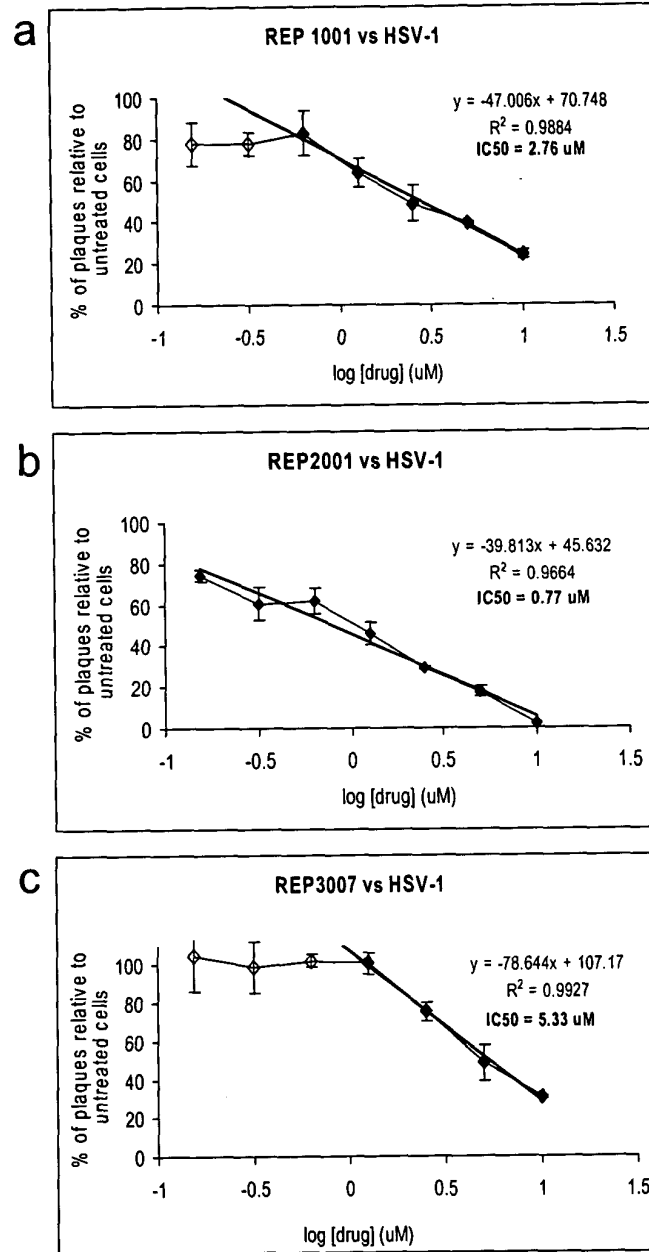 a
REP 1001 vs HSV-1
y = -47.006x + 70.748
R² = 0.9884
IC50 = 2.76 uM
% of plaques relative to
untreated cells
100
80
60
40
20
0
-1 -0.5 0 0.5 1 1.5
log [drug] (uM)
b
REP2001 vs HSV-1
y = -39.813x + 45.632
R² = 0.9664
IC50 = 0.77 uM
% of plaques relative to
untreated cells
100
80
60
40
20
0
-1 -0.5 0 0.5 1 1.5
log [drug] (uM)
c
REP3007 vs HSV-1
y = -78.644x + 107.17
R² = 0.9927
IC50 = 5.33 uM
% of plaques relative to
untreated cells
100
80
60
40
20
0
-1 -0.5 0 0.5 1 1.5
log [drug] (uM)